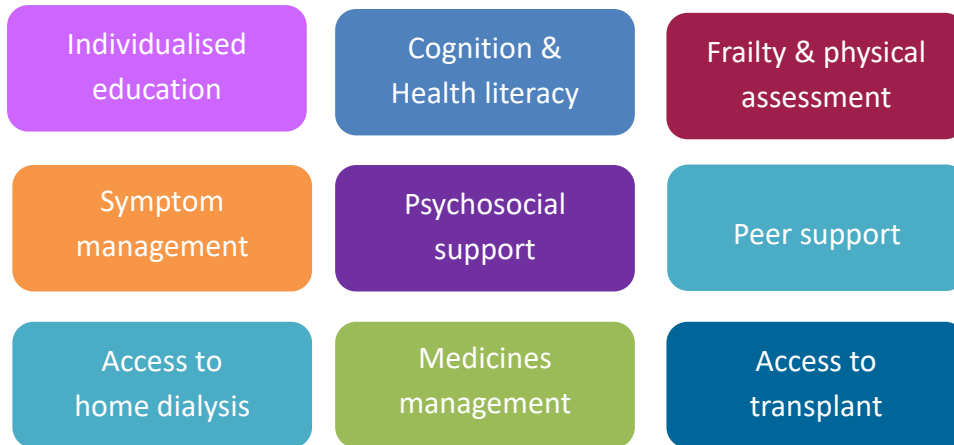 Individualised
education
Cognition &
Health literacy
Frailty & physical
assessment
Symptom
management
Psychosocial
support
Peer support
Access to
home dialysis
Medicines
management
Access to
transplant